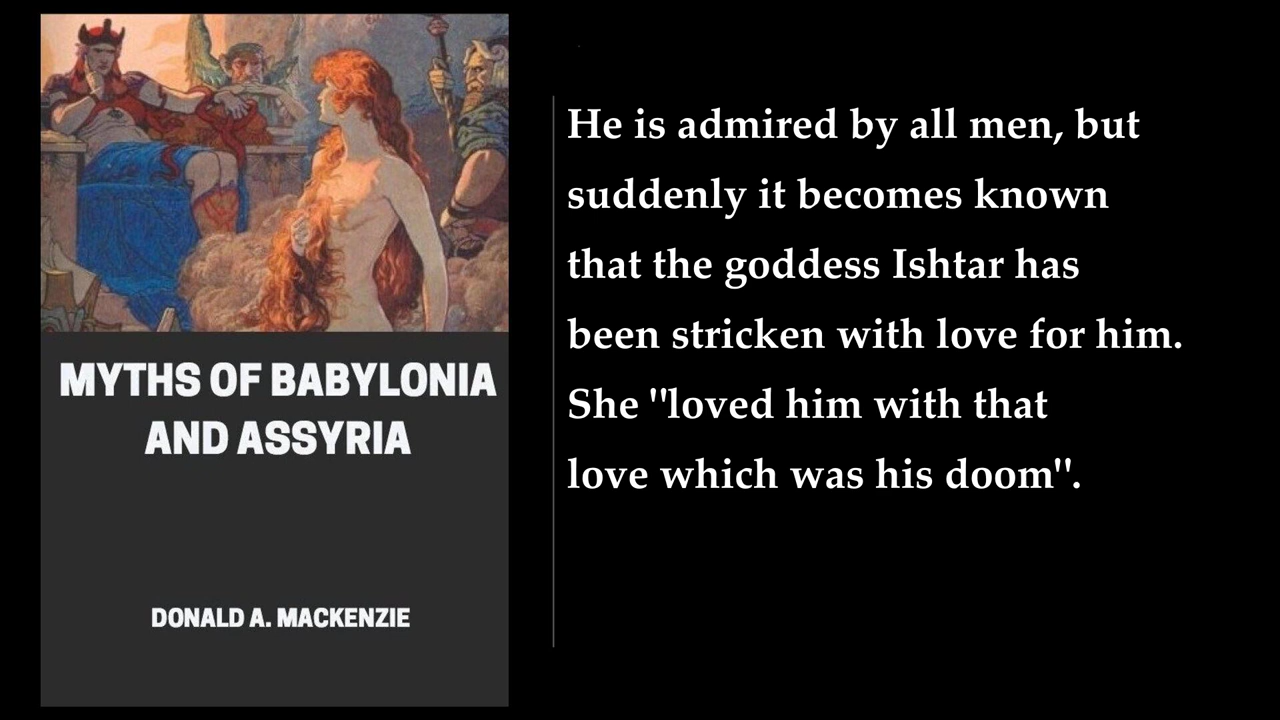 MYTHS OF BABYLONIA
AND ASSYRIA
DONALD A. MACKENZIE
He is admired by all men, but
suddenly it becomes known
that the goddess Ishtar has
been stricken with love for him.
She "loved him with that
love which was his doom".